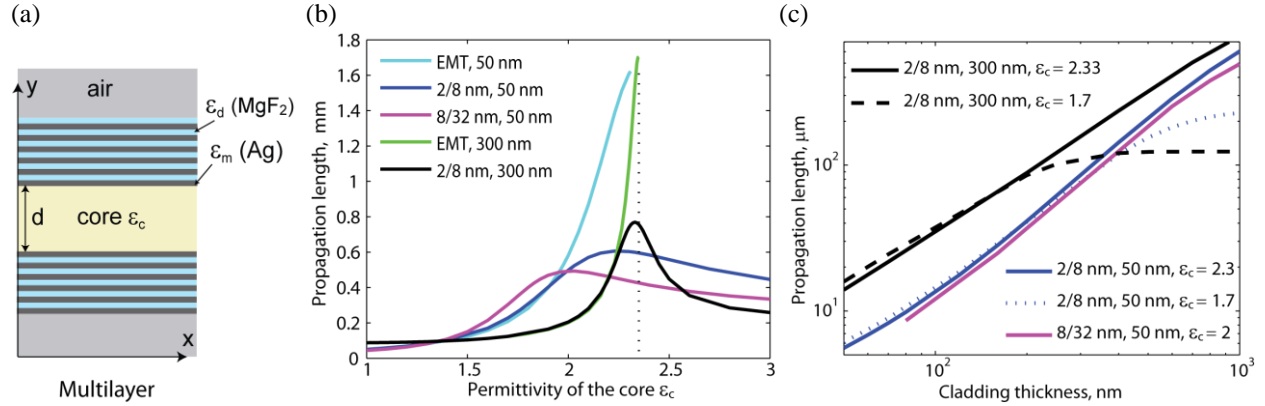 (a)
y
air
εd (MgF2)
εm (Ag)
d
core εc
x
Multilayer
(b)
Propagation length, mm
1.8
1.6
1.4
1.2
1
0.8
0.6
0.4
0.2
0
EMT, 50 nm
2/8 nm, 50 nm
8/32 nm, 50 nm
EMT, 300 nm
2/8 nm, 300 nm
1
1.5
2
2.5
3
Permittivity of the core εc
(c)
Propagation length, μm
10²
10¹
2/8 nm, 300 nm, εc = 2.33
2/8 nm, 300 nm, εc = 1.7
2/8 nm, 50 nm, εc = 2.3
2/8 nm, 50 nm, εc = 1.7
8/32 nm, 50 nm, εc = 2
10²
10³
Cladding thickness, nm